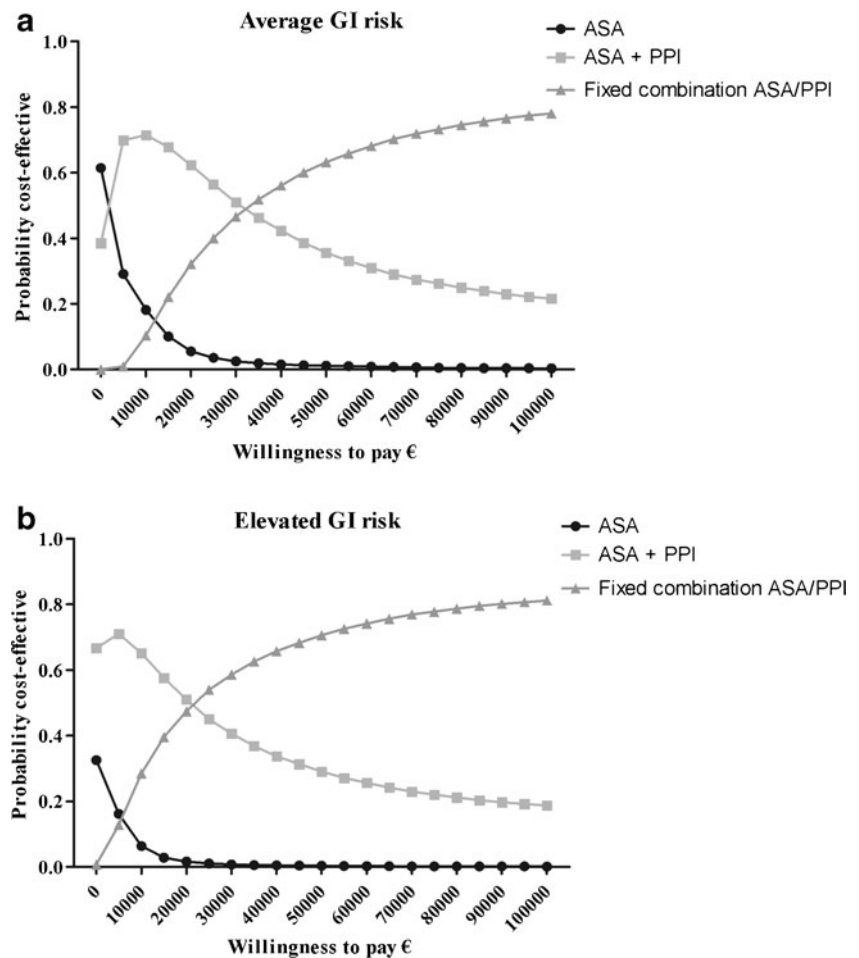 a
Average GI risk
ASA
ASA + PPI
Fixed combination ASA/PPI
Probability cost-effective
1.0
0.8
0.6
0.4
0.2
0.0
0
10000
20000
30000
40000
50000
60000
70000
80000
90000
100000
Willingness to pay €
b
Elevated GI risk
ASA
ASA + PPI
Fixed combination ASA/PPI
Probability cost-effective
1.0
0.8
0.6
0.4
0.2
0.0
0
10000
20000
30000
40000
50000
60000
70000
80000
90000
100000
Willingness to pay €